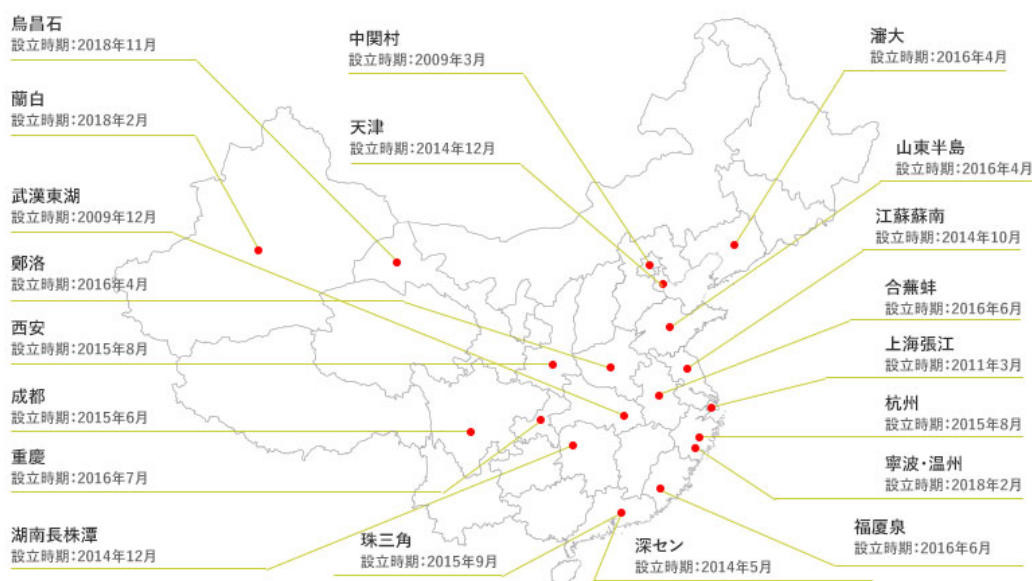 烏昌石
設立時期：2018年11月
蘭白
設立時期：2018年2月
武漢東湖
設立時期：2009年12月
鄭洛
設立時期：2016年4月
西安
設立時期：2015年8月
成都
設立時期：2015年6月
重慶
設立時期：2016年7月
湖南長株潭
設立時期：2014年12月
中関村
設立時期：2009年3月
天津
設立時期：2014年12月
珠三角
設立時期：2015年9月
深セン
設立時期：2014年5月
瀋大
設立時期：2016年4月
山東半島
設立時期：2016年4月
江蘇蘇南
設立時期：2014年10月
合蕪蚌
設立時期：2016年6月
上海張江
設立時期：2011年3月
杭州
設立時期：2015年8月
寧波・温州
設立時期：2018年2月
福厦泉
設立時期：2016年6月